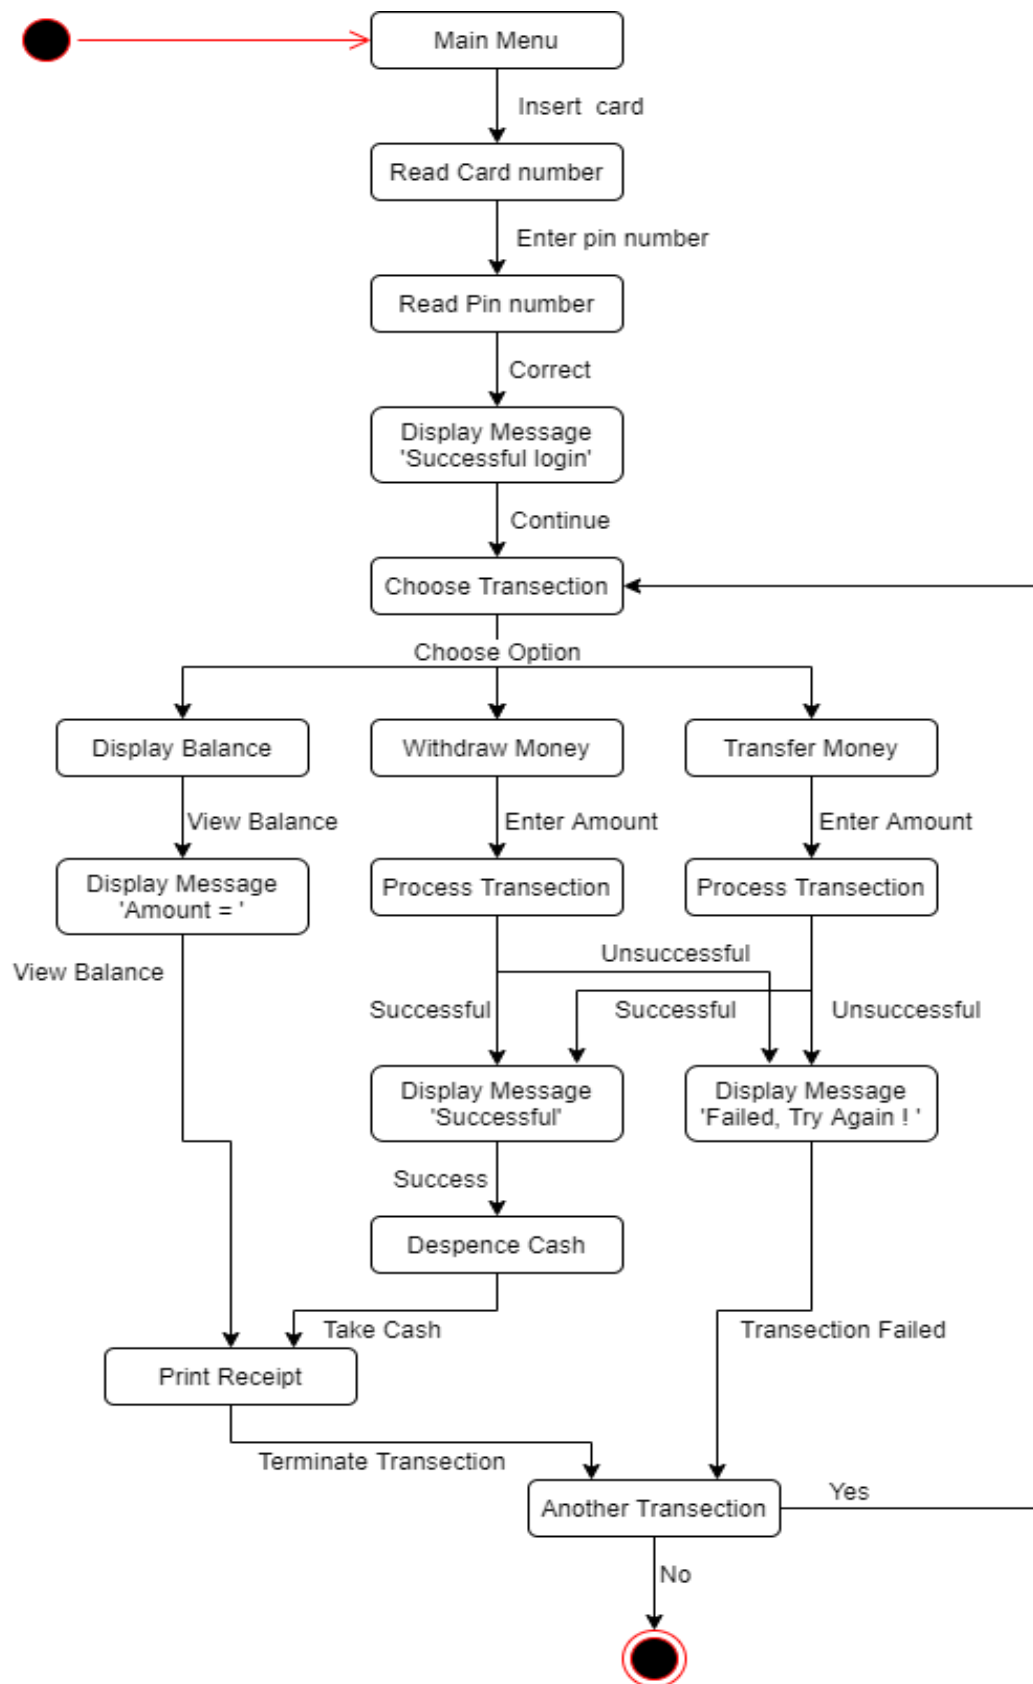 Main Menu
Insert  card
Read Card number
Enter pin number
Read Pin number
Correct
Display Message
'Successful login'
Continue
Choose Transection
Choose Option
Display Balance
Withdraw Money
Transfer Money
View Balance
Enter Amount
Enter Amount
Display Message
'Amount = '
Process Transection
Process Transection
View Balance
Unsuccessful
Successful
Successful
Unsuccessful
Display Message
'Successful'
Display Message
'Failed, Try Again ! '
Success
Despence Cash
Take Cash
Transection Failed
Print Receipt
Terminate Transection
Another Transection
Yes
No